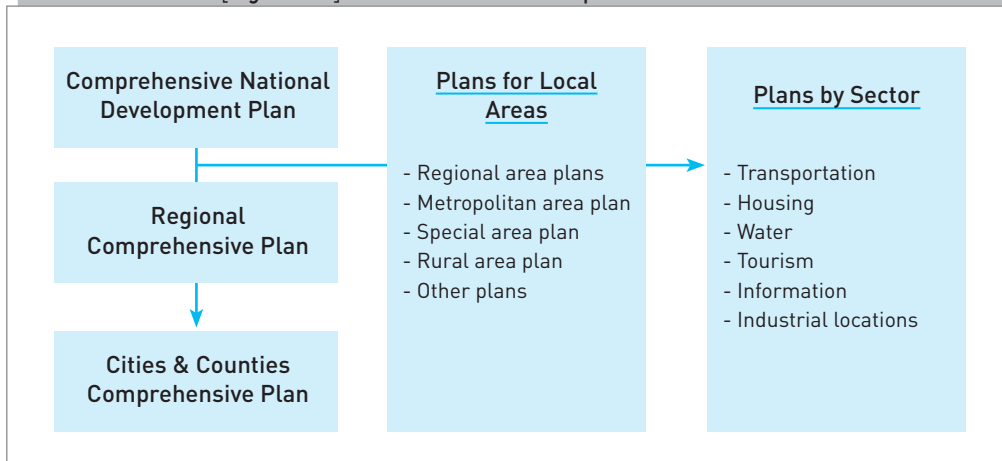 Comprehensive National
Development Plan
Regional
Comprehensive Plan
Cities & Counties
Comprehensive Plan
Plans for Local
Areas
- Regional area plans
- Metropolitan area plan
- Special area plan
- Rural area plan
- Other plans
Plans by Sector
- Transportation
- Housing
- Water
- Tourism
- Information
- Industrial locations